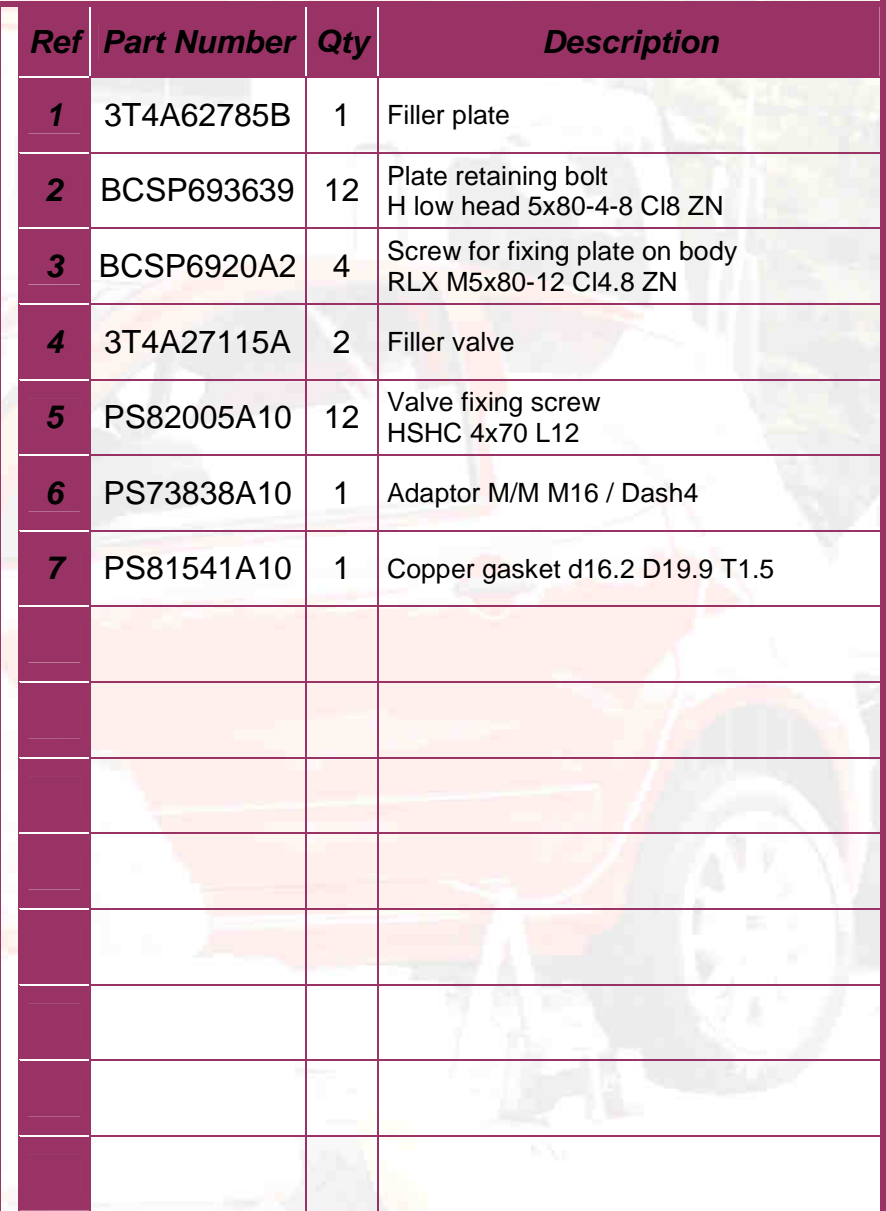 Ref Part Number Qty Description
1 3T4A62785B 1 Filler plate
2 BCSP693639 12 Plate retaining bolt
H low head 5x80-4-8 Cl8 ZN
3 BCSP6920A2 4 Screw for fixing plate on body
RLX M5x80-12 Cl4.8 ZN
4 3T4A27115A 2 Filler valve
5 PS82005A10 12 Valve fixing screw
HSHC 4x70 L12
6 PS73838A10 1 Adaptor M/M M16 / Dash4
7 PS81541A10 1 Copper gasket d16.2 D19.9 T1.5